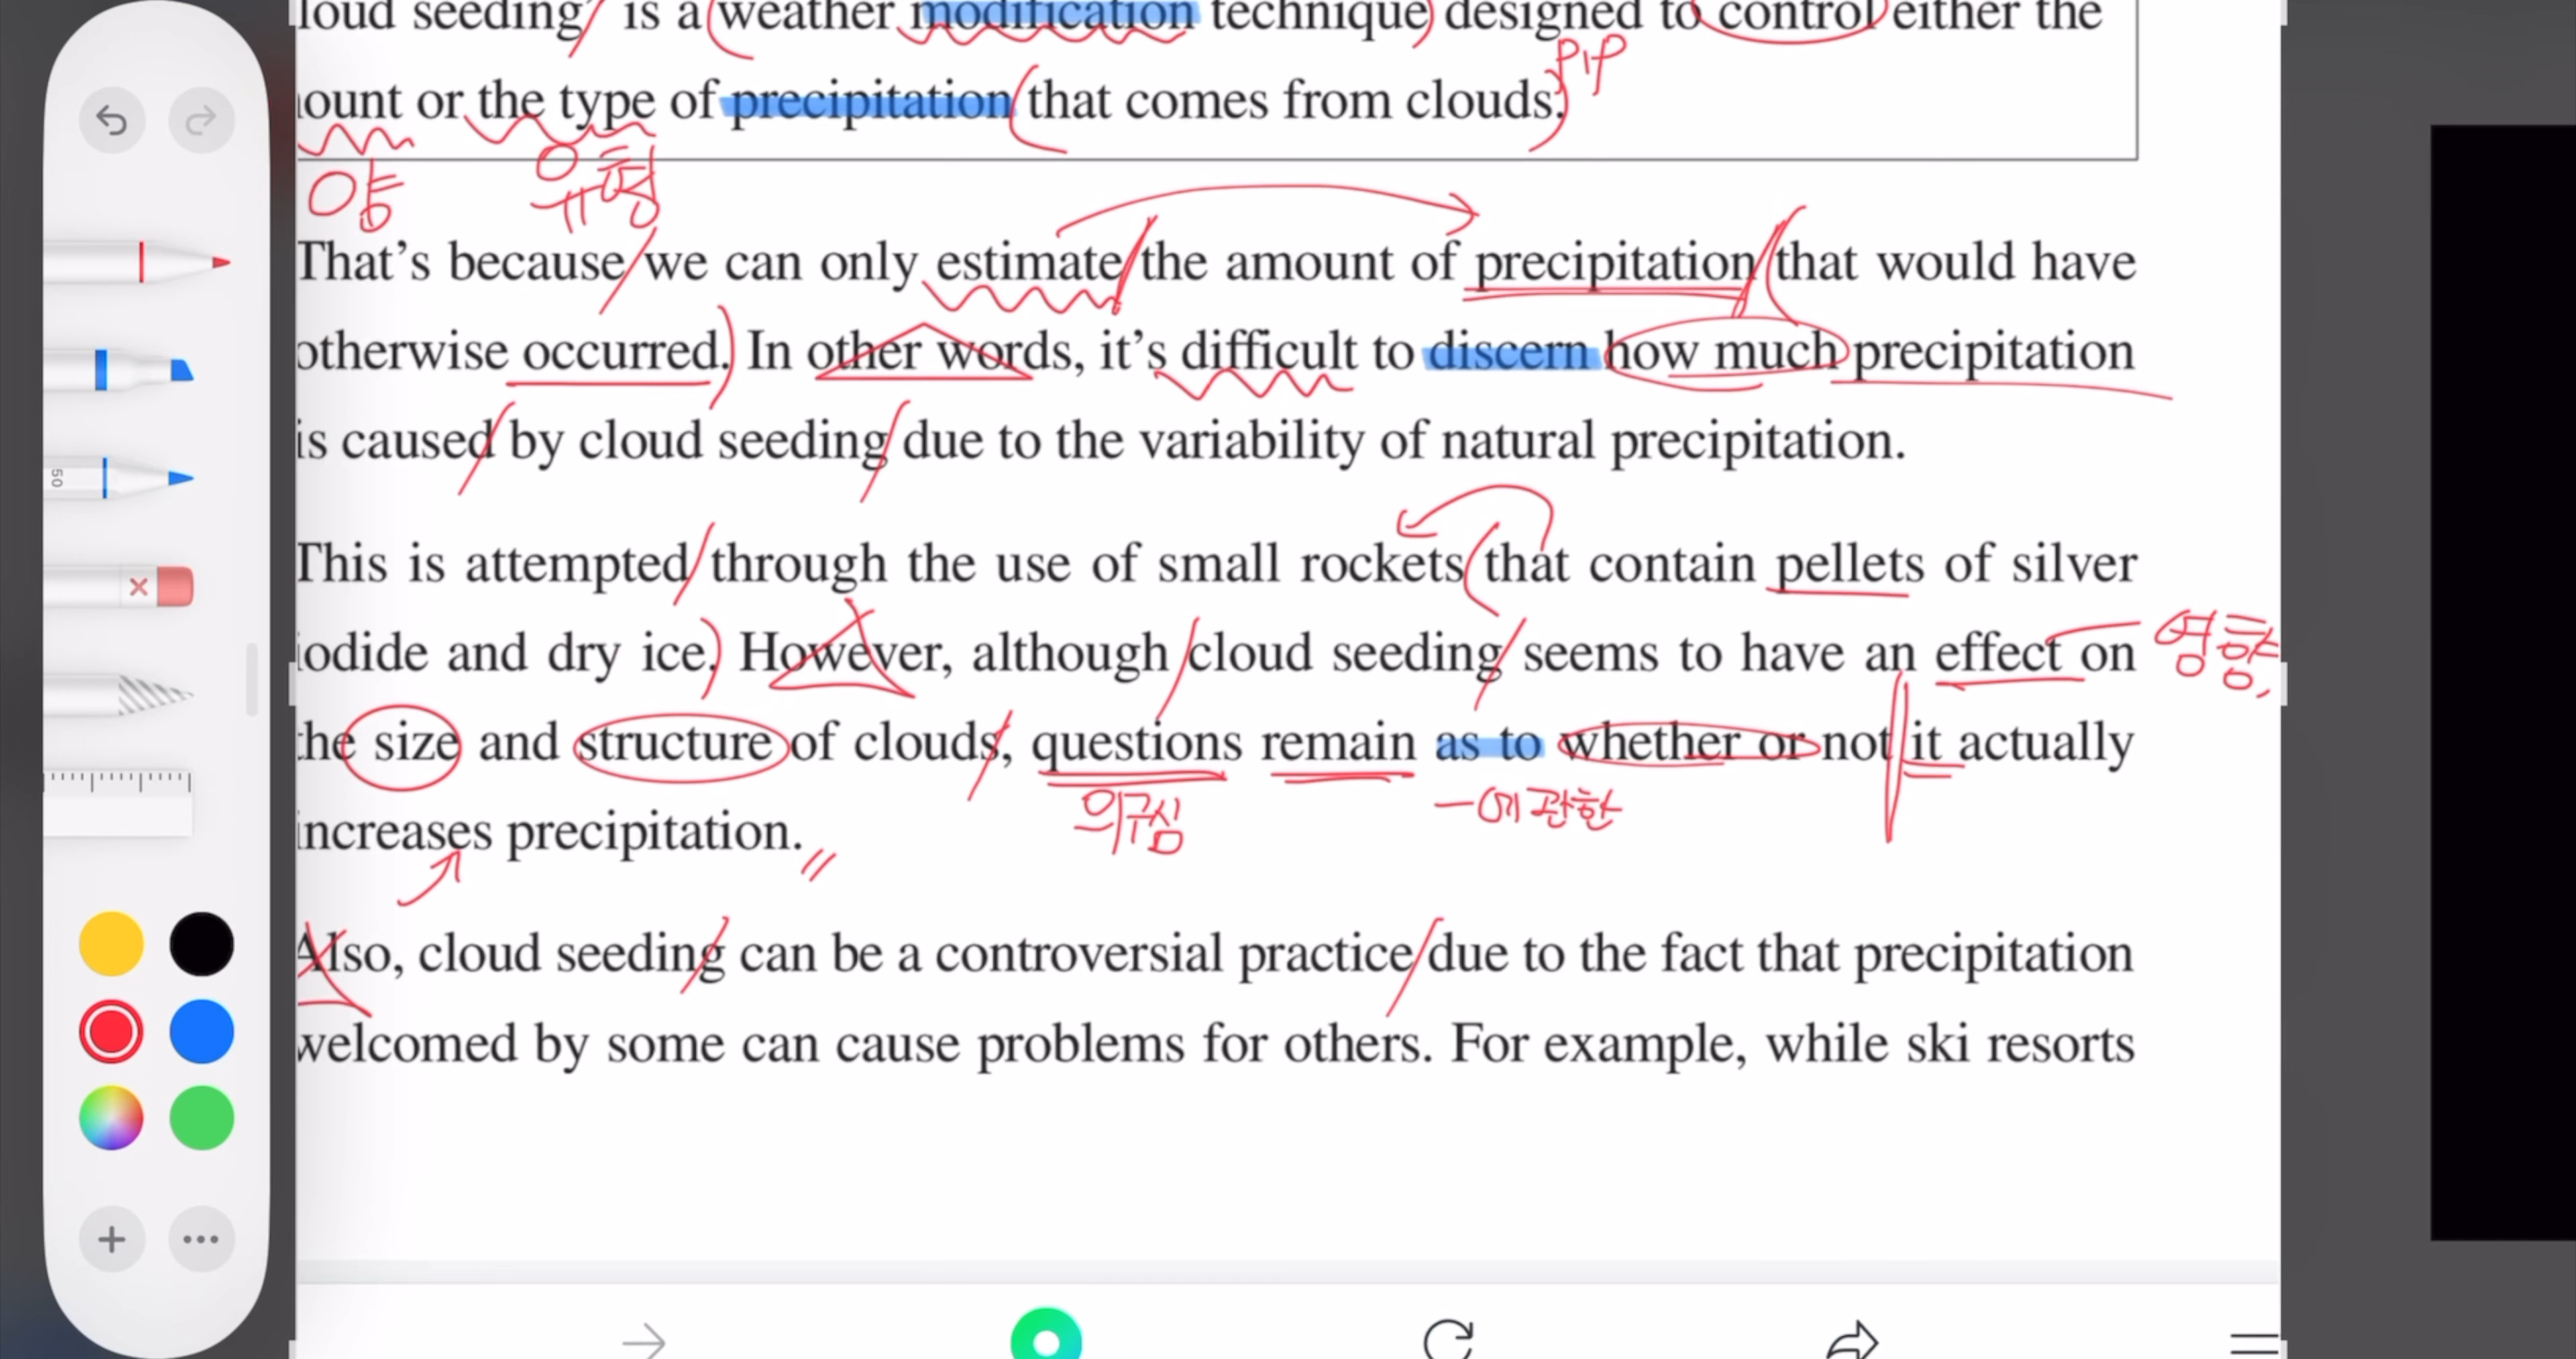 loud seeding” is a weather modification technique designed to control either the
PIP
ount or the type of precipitation that comes from clouds.
양 유형
That’s because we can only estimate the amount of precipitation that would have
otherwise occurred. In other words, it’s difficult to discern how much precipitation
is caused by cloud seeding due to the variability of natural precipitation.
This is attempted through the use of small rockets that contain pellets of silver
iodide and dry ice. However, although cloud seeding seems to have an effect on 영향
the size and structure of clouds, questions remain as to whether or not it actually
의구심 ~에 관한
increases precipitation.
Also, cloud seeding can be a controversial practice due to the fact that precipitation
welcomed by some can cause problems for others. For example, while ski resorts
50